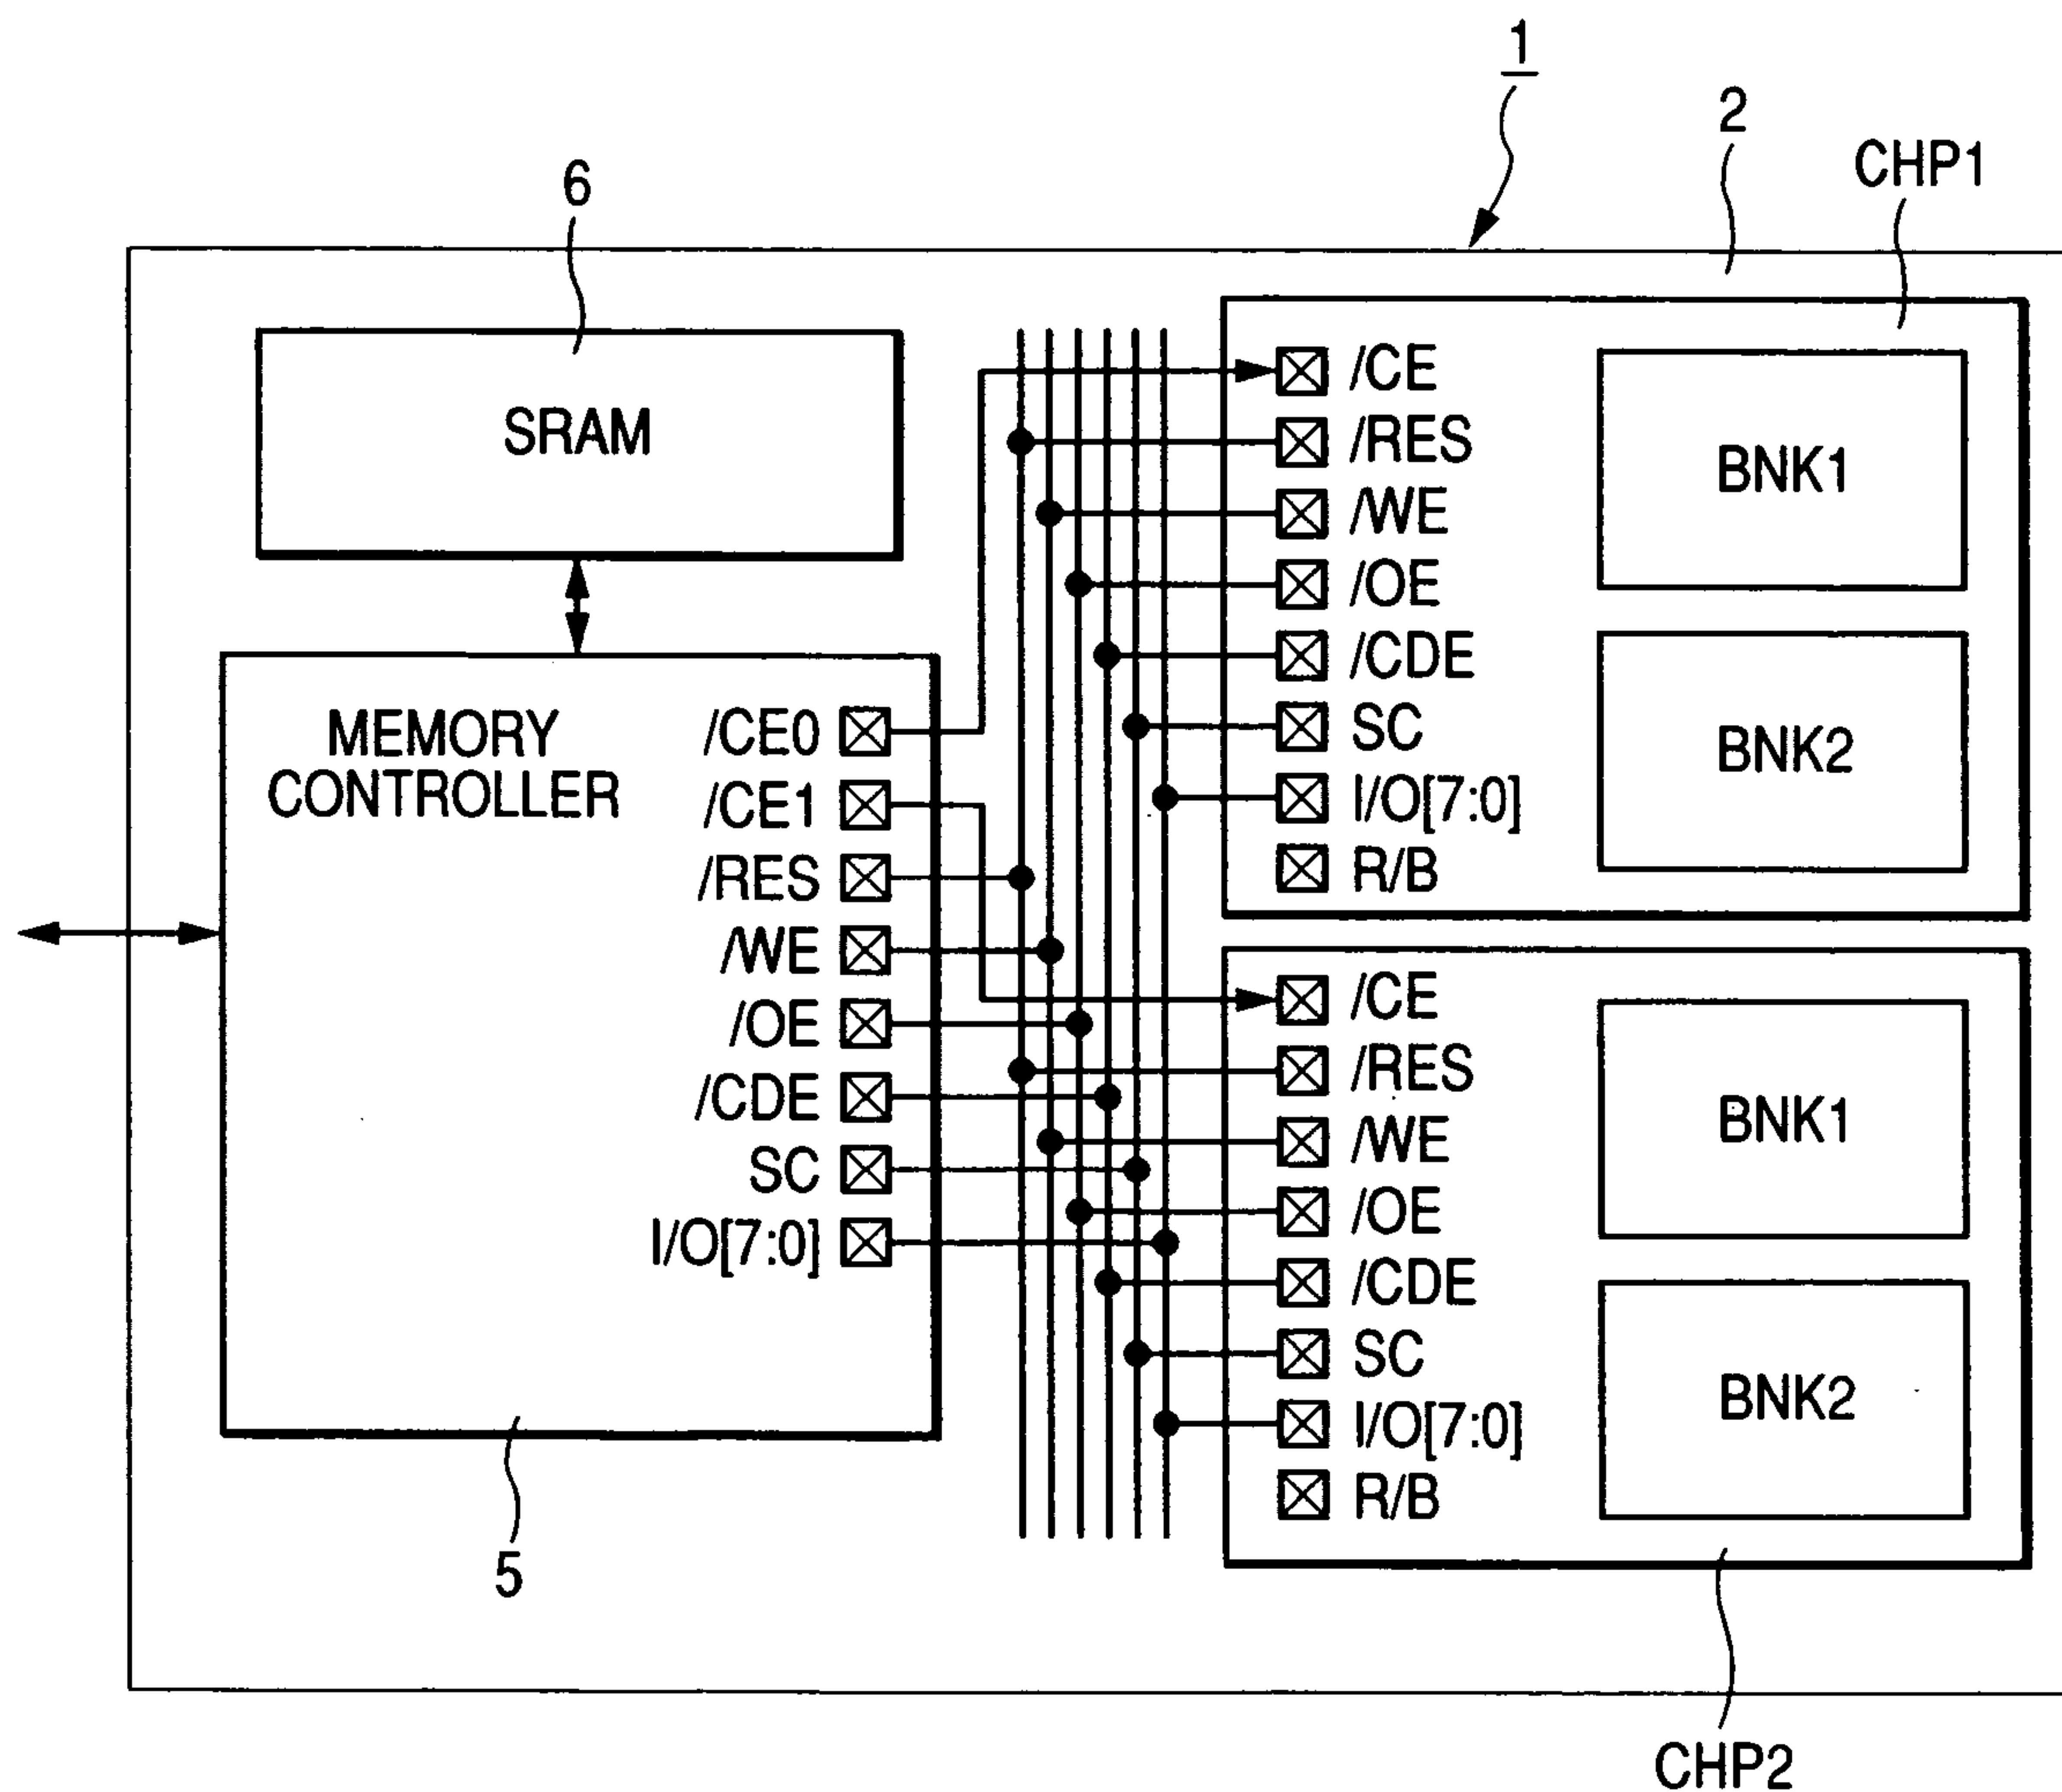 1
2
CHP1
6
SRAM
MEMORY
CONTROLLER
/CE0
/CE1
/RES
/WE
/OE
/CDE
SC
I/O[7:0]
5
/CE
/RES
/WE
/OE
/CDE
SC
I/O[7:0]
R/B
BNK1
BNK2
/CE
/RES
/WE
/OE
/CDE
SC
I/O[7:0]
R/B
BNK1
BNK2
CHP2